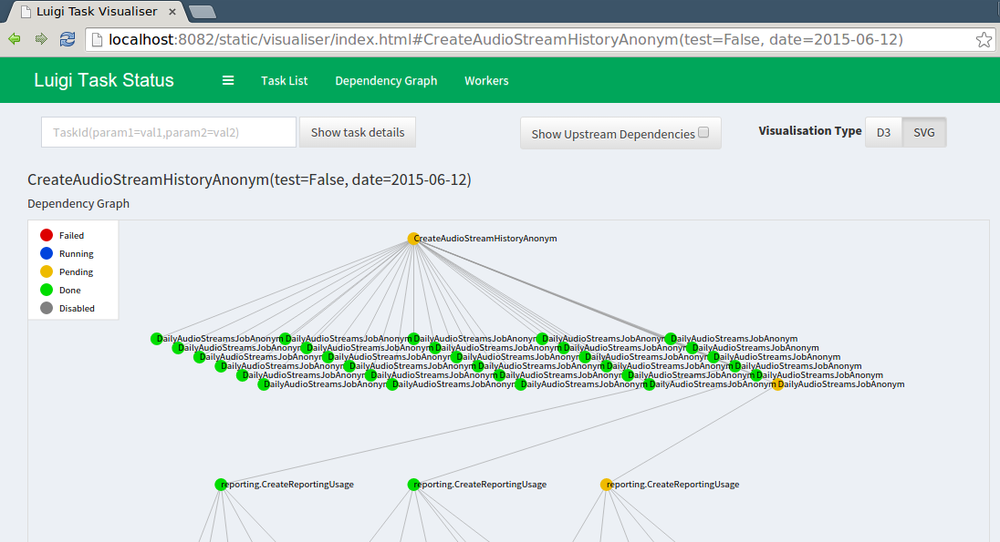 Luigi Task Visualiser
localhost:8082/static/visualiser/index.html#CreateAudioStreamHistoryAnonym(test=False, date=2015-06-12)
Luigi Task Status Task List Dependency Graph Workers
TaskId(param1=val1,param2=val2) Show task details Show Upstream Dependencies Visualisation Type D3 SVG
CreateAudioStreamHistoryAnonym(test=False, date=2015-06-12)
Dependency Graph
Failed
Running
Pending
Done
Disabled
CreateAudioStreamHistoryAnonym
DailyAudioStreamsJobAnonym DailyAudioStreamsJobAnonym DailyAudioStreamsJobAnonym DailyAudioStreamsJobAnonym DailyAudioStreamsJobAnonym
DailyAudioStreamsJobAnonym DailyAudioStreamsJobAnonym DailyAudioStreamsJobAnonym DailyAudioStreamsJobAnonym DailyAudioStreamsJobAnonym
DailyAudioStreamsJobAnonym DailyAudioStreamsJobAnonym DailyAudioStreamsJobAnonym DailyAudioStreamsJobAnonym DailyAudioStreamsJobAnonym
DailyAudioStreamsJobAnonym DailyAudioStreamsJobAnonym DailyAudioStreamsJobAnonym DailyAudioStreamsJobAnonym DailyAudioStreamsJobAnonym
DailyAudioStreamsJobAnonym DailyAudioStreamsJobAnonym DailyAudioStreamsJobAnonym DailyAudioStreamsJobAnonym DailyAudioStreamsJobAnonym
DailyAudioStreamsJobAnonym DailyAudioStreamsJobAnonym DailyAudioStreamsJobAnonym DailyAudioStreamsJobAnonym DailyAudioStreamsJobAnonym
reporting.CreateReportingUsage reporting.CreateReportingUsage reporting.CreateReportingUsage